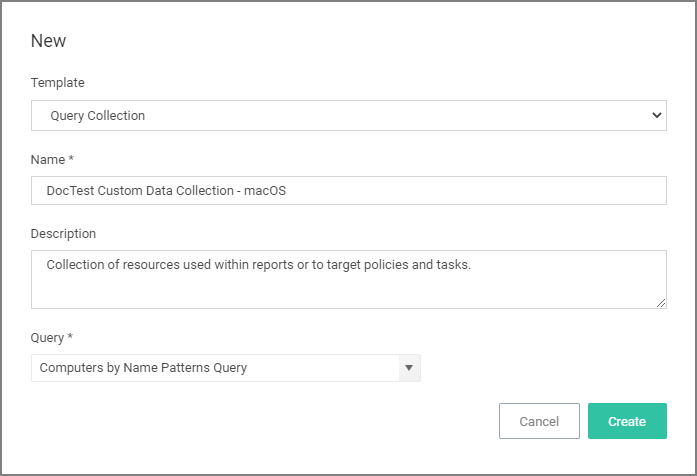 New
Template
Query Collection
Name *
DocTest Custom Data Collection - macOS
Description
Collection of resources used within reports or to target policies and tasks.
Query *
Computers by Name Patterns Query
Cancel
Create